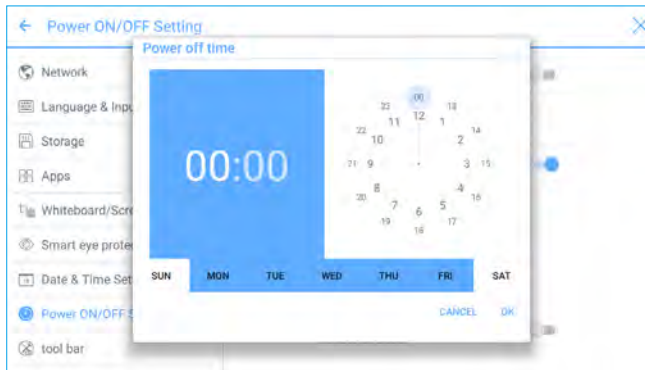 Power ON/OFF Setting
Power off time
Network
Language & Inpu
Storage
Apps
Whiteboard/Scre
Smart eye prote
Date & Time Set
Power ON/OFF S
tool bar
00:00
00
23
13
12
11
1
22
10
2
14
21
9
3
15
20
8
4
16
7
5
19
6
17
18
SUN MON TUE WED THU FRI SAT
CANCEL OK